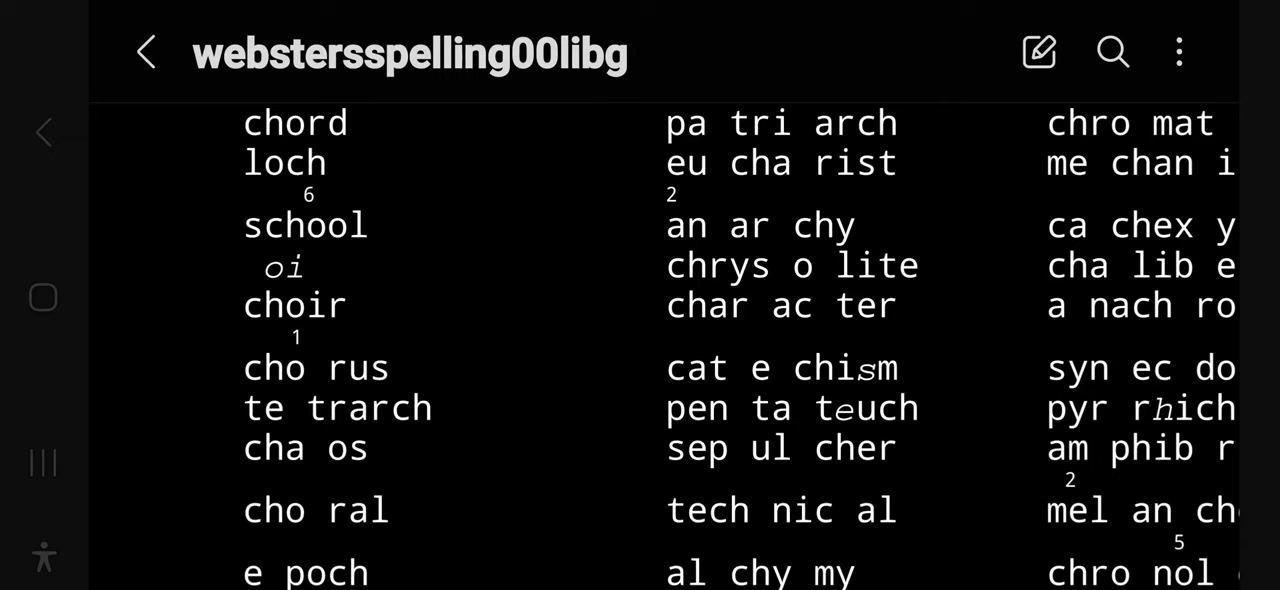 webstersspelling00libg
chord pa tri arch chro mat
loch eu cha rist me chan i
6 2
school an ar chy ca chex y
oi chrys o lite cha lib e
choir char ac ter a nach ro
1
cho rus cat e chism syn ec do
te trarch pen ta teuch pyr rhich
cha os sep ul cher am phib r
2
cho ral tech nic al mel an ch
5
e poch al chy my chro nol